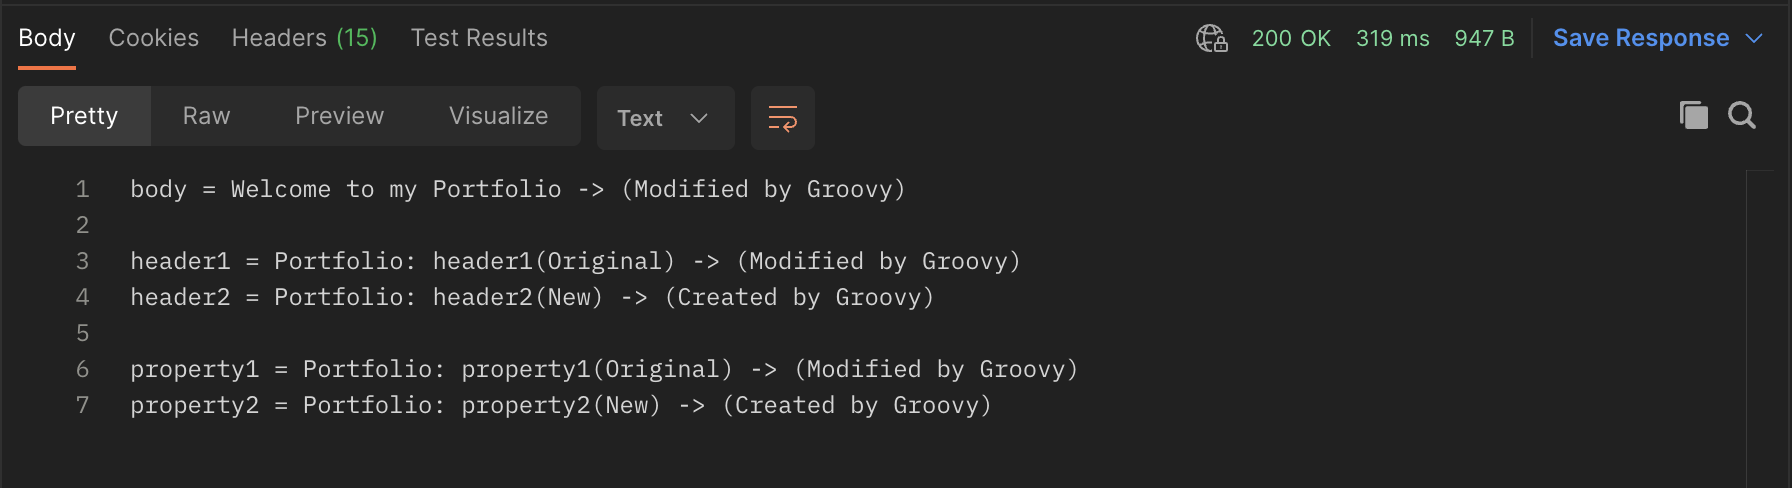 Body Cookies Headers (15) Test Results 200 OK 319 ms 947 B Save Response
Pretty Raw Preview Visualize Text
1 body = Welcome to my Portfolio -> (Modified by Groovy)
2
3 header1 = Portfolio: header1(Original) -> (Modified by Groovy)
4 header2 = Portfolio: header2(New) -> (Created by Groovy)
5
6 property1 = Portfolio: property1(Original) -> (Modified by Groovy)
7 property2 = Portfolio: property2(New) -> (Created by Groovy)